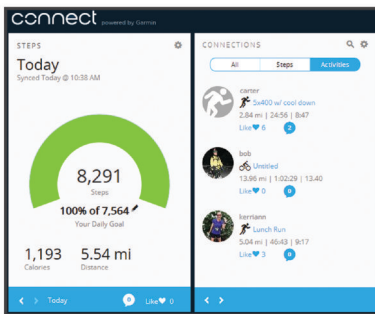 connect powered by Garmin
STEPS
Today
Synced Today @ 10:38 AM
8,291
Steps
100% of 7,564
Your Daily Goal
1,193
Calories
5.54 mi
Distance
Today
0
Like 0
CONNECTIONS
All
Steps
Activities
carter
5x400 w/ cool down
2.84 mi | 24:56 | 8:47
Like 6
2
bob
Untitled
13.96 mi | 1:02:29 | 13.40
Like 0
0
kerriann
Lunch Run
5.04 mi | 46:43 | 9:17
Like 3
0